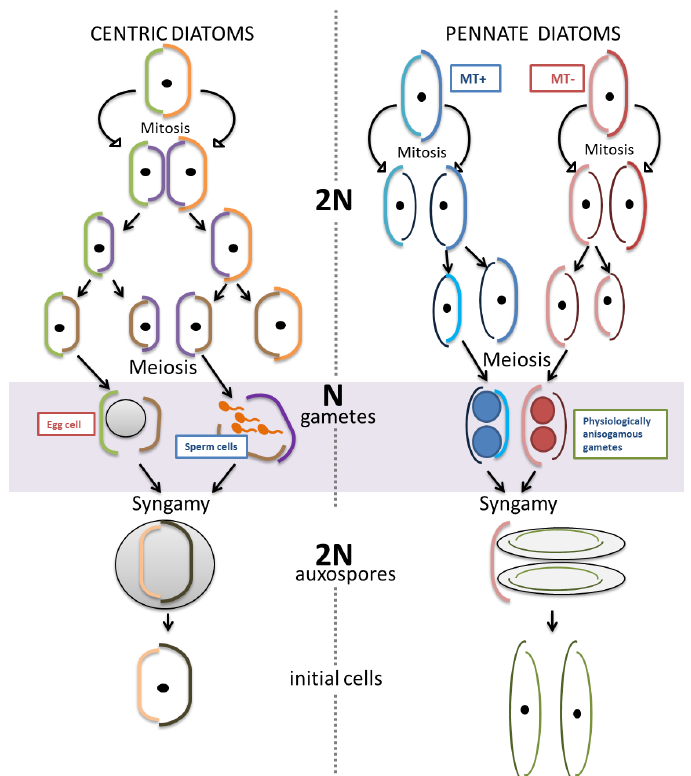 CENTRIC DIATOMS
PENNATE DIATOMS
MT+
MT-
Mitosis
Mitosis
Mitosis
2N
Meiosis
Meiosis
N
gametes
Egg cell
Sperm cells
Physiologically
anisogamous
gametes
Syngamy
Syngamy
2N
auxospores
initial cells